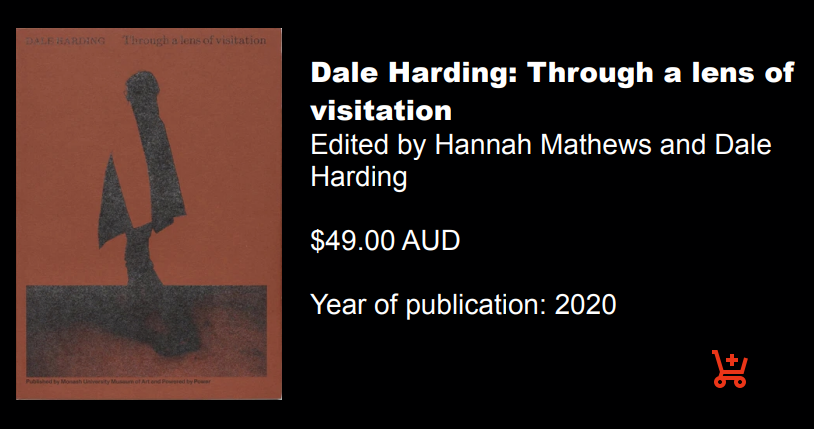 DALE HARDING Through a lens of visitation
Published by Monash University Museum of Art and Powered by Power
Dale Harding: Through a lens of
visitation
Edited by Hannah Mathews and Dale
Harding
$49.00 AUD
Year of publication: 2020